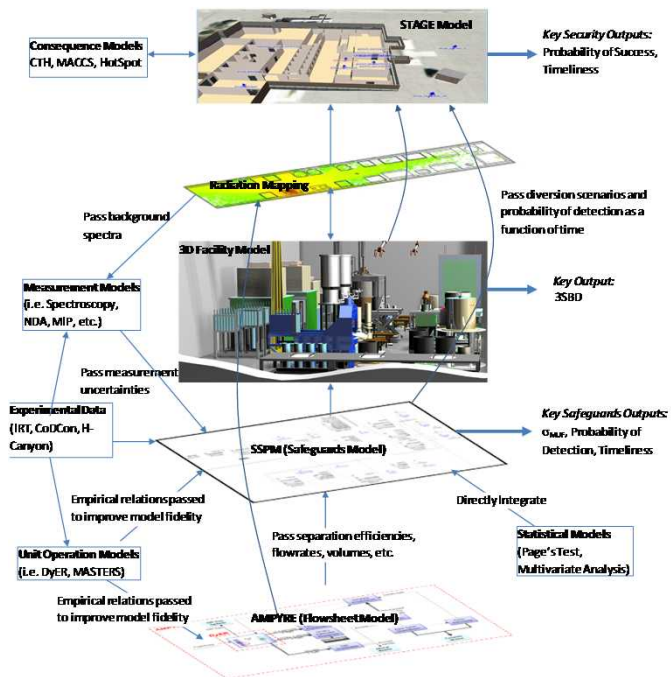 STAGE Model
Consequence Models
CTH, MACCS, HotSpot
Key Security Outputs:
Probability of Success,
Timeliness
Radiation Mapping
Pass background
spectra
Pass diversion scenarios and
probability of detection as a
function of time
3D Facility Model
Measurement Models
(i.e. Spectroscopy,
NDA, MIP, etc.)
Key Output:
3SBD
Pass measurement
uncertainties
Experimental Data
(IRT, CoDCon, H-
Canyon)
SSPM (Safeguards Model)
Key Safeguards Outputs:
σMUF, Probability of
Detection, Timeliness
Empirical relations passed
to improve model fidelity
Directly Integrate
Unit Operation Models
(i.e. DyER, MASTERS)
Pass separation efficiencies,
flowrates, volumes, etc.
Statistical Models
(Page's Test,
Multivariate Analysis)
Empirical relations passed
to improve model fidelity
AMPYRE (Flowsheet Model)